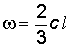 ω = 2/3 c l